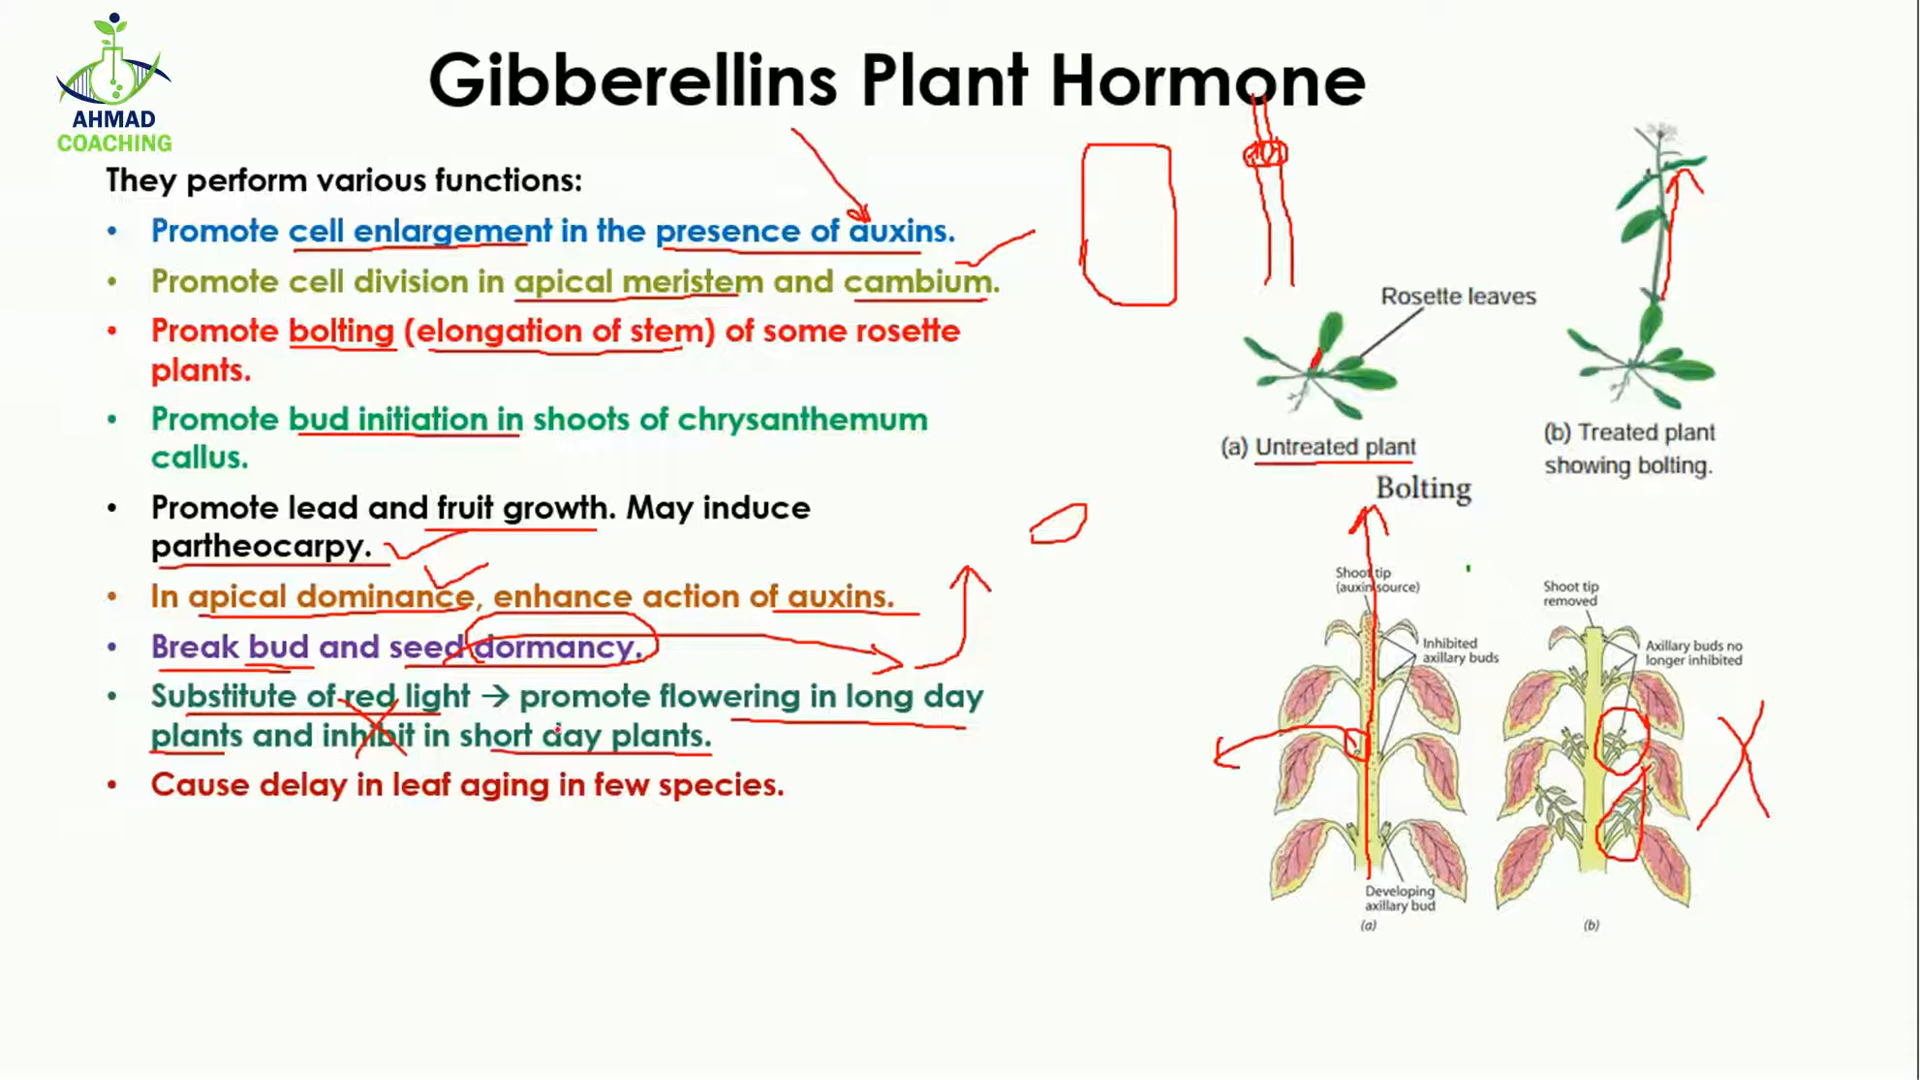 AHMAD
COACHING
Gibberellins Plant Hormone
They perform various functions:
• Promote cell enlargement in the presence of auxins.
• Promote cell division in apical meristem and cambium.
• Promote bolting (elongation of stem) of some rosette
plants.
• Promote bud initiation in shoots of chrysanthemum
callus.
• Promote lead and fruit growth. May induce
partheocarpy.
• In apical dominance, enhance action of auxins.
• Break bud and seed dormancy.
• Substitute of red light → promote flowering in long day
plants and inhibit in short day plants.
• Cause delay in leaf aging in few species.
Rosette leaves
(a) Untreated plant
(b) Treated plant
showing bolting.
Bolting
Shoot tip
(auxin source)
Inhibited
axillary buds
Developing
axillary bud
(a)
Shoot tip
removed
Axillary buds no
longer inhibited
(b)